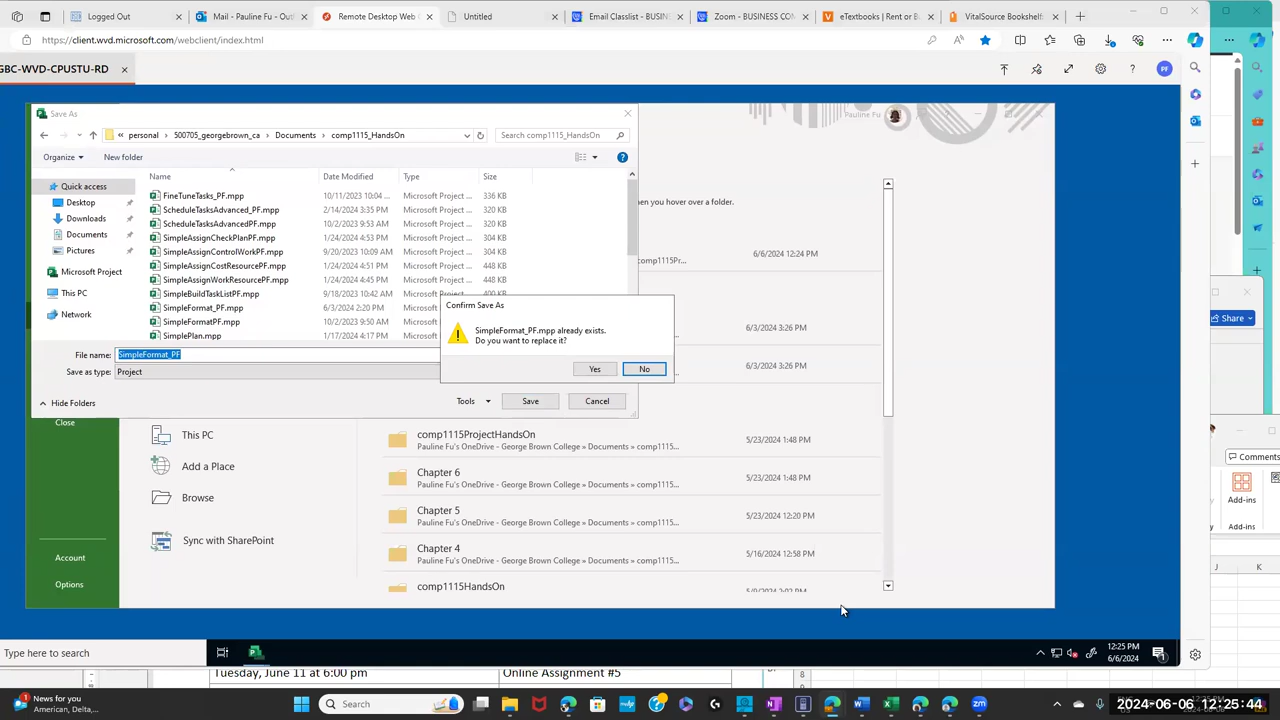 Logged Out
Mail - Pauline Fu - Out
Remote Desktop Web
Untitled
Email Classlist - BUSIN
Zoom - BUSINESS COM
eTextbooks | Rent or B
VitalSource Bookshelf
https://client.wvd.microsoft.com/webclient/index.html
GBC-WVD-CPUSTU-RD
PF
Save As
Pauline Fu
« personal > 500705_georgebrown_ca > Documents > comp1115_HandsOn
Search comp1115_HandsOn
Organize
New folder
Name
Date Modified
Type
Size
Quick access
Desktop
Downloads
Documents
Pictures
Microsoft Project
This PC
Network
FineTuneTasks_PF.mpp 10/11/2023 10:04 ... Microsoft Project ... 336 KB
ScheduleTasksAdvanced_PF.mpp 2/14/2024 3:35 PM Microsoft Project ... 320 KB
ScheduleTasksAdvancedPF.mpp 10/2/2023 9:53 AM Microsoft Project ... 320 KB
SimpleAssignCheckPlanPF.mpp 1/24/2024 4:53 PM Microsoft Project ... 304 KB
SimpleAssignControlWorkPF.mpp 9/20/2023 10:09 AM Microsoft Project ... 304 KB
SimpleAssignCostResourcePF.mpp 1/24/2024 4:51 PM Microsoft Project ... 448 KB
SimpleAssignWorkResourcePF.mpp 1/24/2024 4:45 PM Microsoft Project ... 448 KB
SimpleBuildTaskListPF.mpp 9/18/2023 10:42 AM Microsoft Project ... 400 KB
SimpleFormat_PF.mpp 6/3/2024 2:20 PM
SimpleFormatPF.mpp 10/2/2023 9:50 AM
SimplePlan.mpp 1/17/2024 4:17 PM
File name: SimpleFormat_PF
Save as type: Project
Hide Folders
Tools
Save
Cancel
Confirm Save As
SimpleFormat_PF.mpp already exists.
Do you want to replace it?
Yes
No
hen you hover over a folder.
comp1115Pr...
6/6/2024 12:24 PM
6/3/2024 3:26 PM
6/3/2024 3:26 PM
Close
Account
Options
This PC
Add a Place
Browse
Sync with SharePoint
comp1115ProjectHandsOn
Pauline Fu's OneDrive - George Brown College » Documents » comp1115...
5/23/2024 1:48 PM
Chapter 6
Pauline Fu's OneDrive - George Brown College » Documents » comp1115...
5/23/2024 1:48 PM
Chapter 5
Pauline Fu's OneDrive - George Brown College » Documents » comp1115...
5/23/2024 12:20 PM
Chapter 4
Pauline Fu's OneDrive - George Brown College » Documents » comp1115...
5/16/2024 12:58 PM
comp1115HandsOn
Share
Comments
Add-ins
Add-ins
J
K
8
Type here to search
12:25 PM
6/6/2024
Tuesday, June 11 at 6:00 pm
Online Assignment #5
News for you
American, Delta,...
Search
2024-06-06 12:25:44